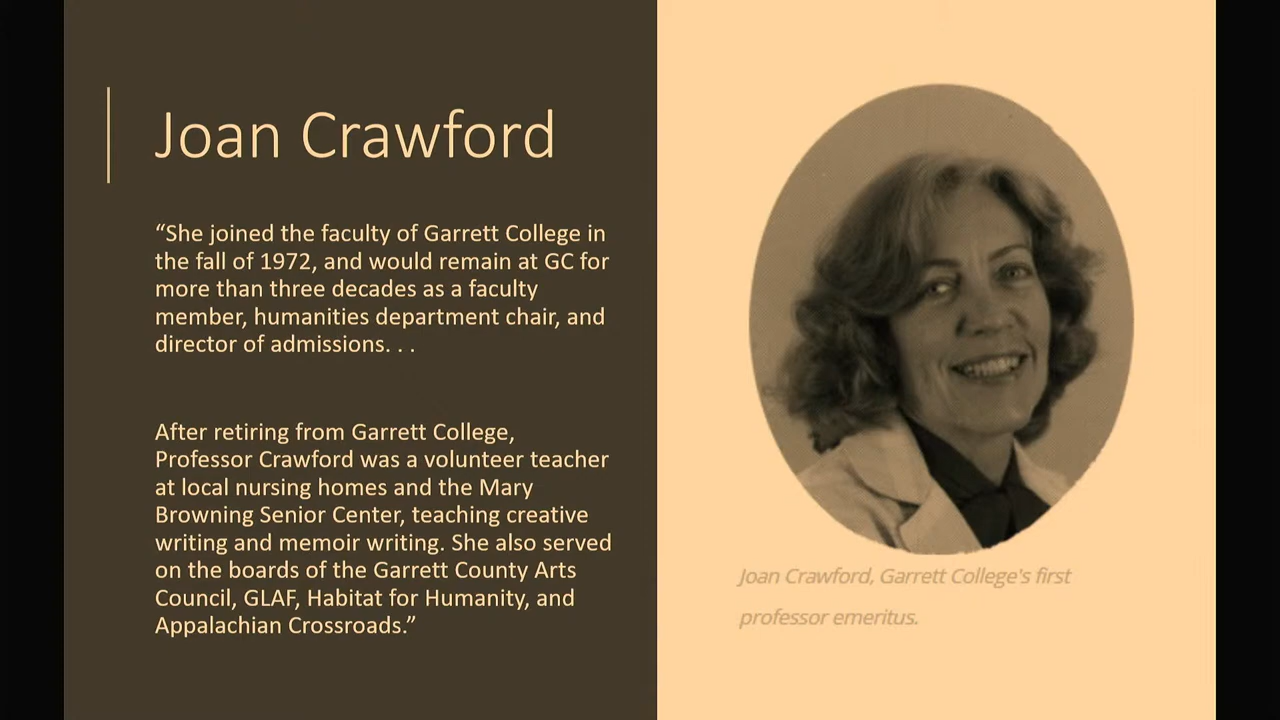 Joan Crawford
“She joined the faculty of Garrett College in
the fall of 1972, and would remain at GC for
more than three decades as a faculty
member, humanities department chair, and
director of admissions. . .
After retiring from Garrett College,
Professor Crawford was a volunteer teacher
at local nursing homes and the Mary
Browning Senior Center, teaching creative
writing and memoir writing. She also served
on the boards of the Garrett County Arts
Council, GLAF, Habitat for Humanity, and
Appalachian Crossroads.”
Joan Crawford, Garrett College's first
professor emeritus.